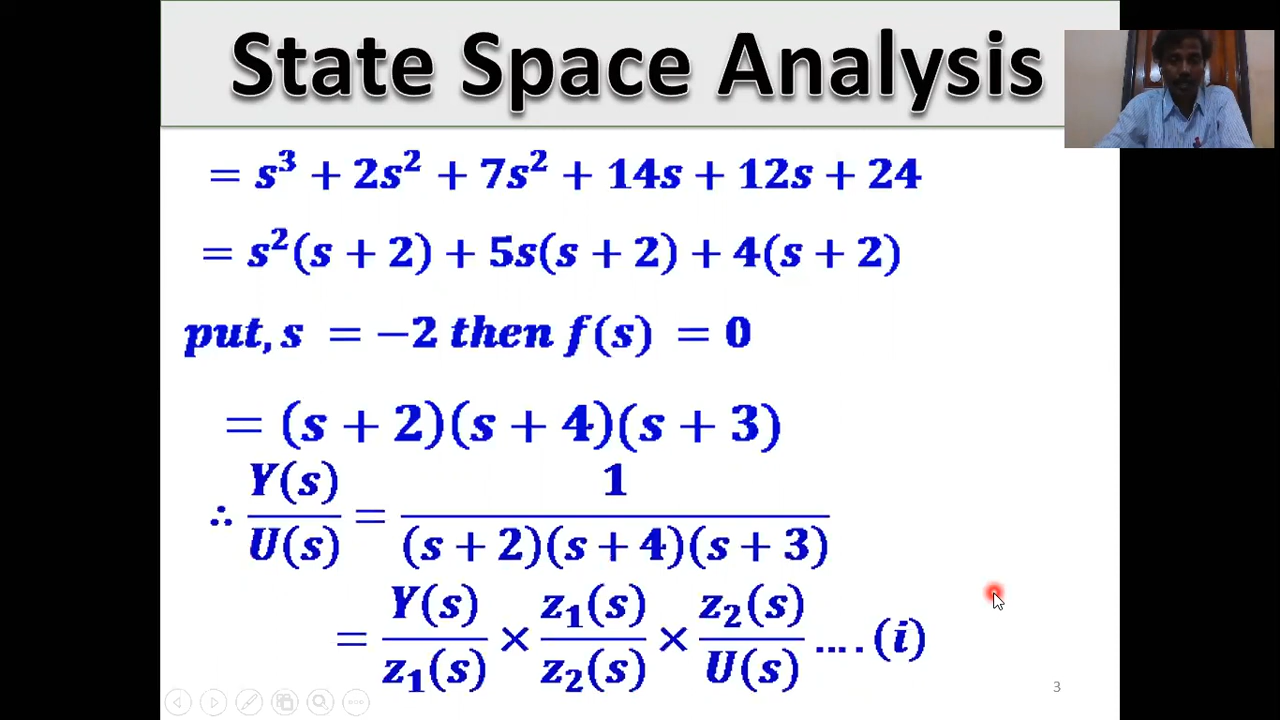 State Space Analysis
= s³ + 2s² + 7s² + 14s + 12s + 24
= s²(s + 2) + 5s(s + 2) + 4(s + 2)
put, s = −2 then f(s) = 0
= (s + 2)(s + 4)(s + 3)
∴ Y(s)/U(s) = 1/((s + 2)(s + 4)(s + 3))
= Y(s)/z₁(s) × z₁(s)/z₂(s) × z₂(s)/U(s) .... (i)
3